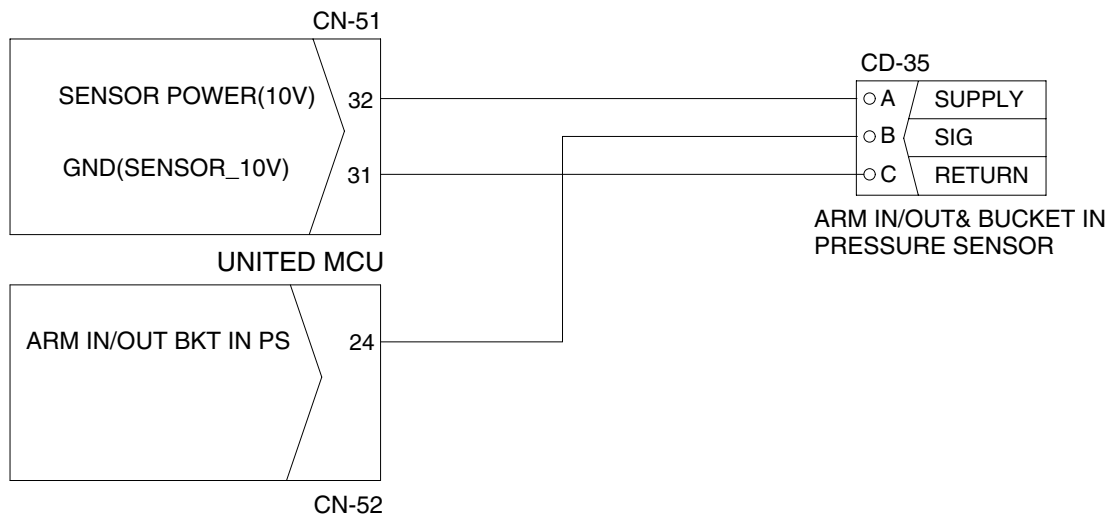 CN-51
SENSOR POWER(10V)
32
GND(SENSOR_10V)
31
CD-35
A
SUPPLY
B
SIG
C
RETURN
ARM IN/OUT& BUCKET IN
PRESSURE SENSOR
UNITED MCU
ARM IN/OUT BKT IN PS
24
CN-52